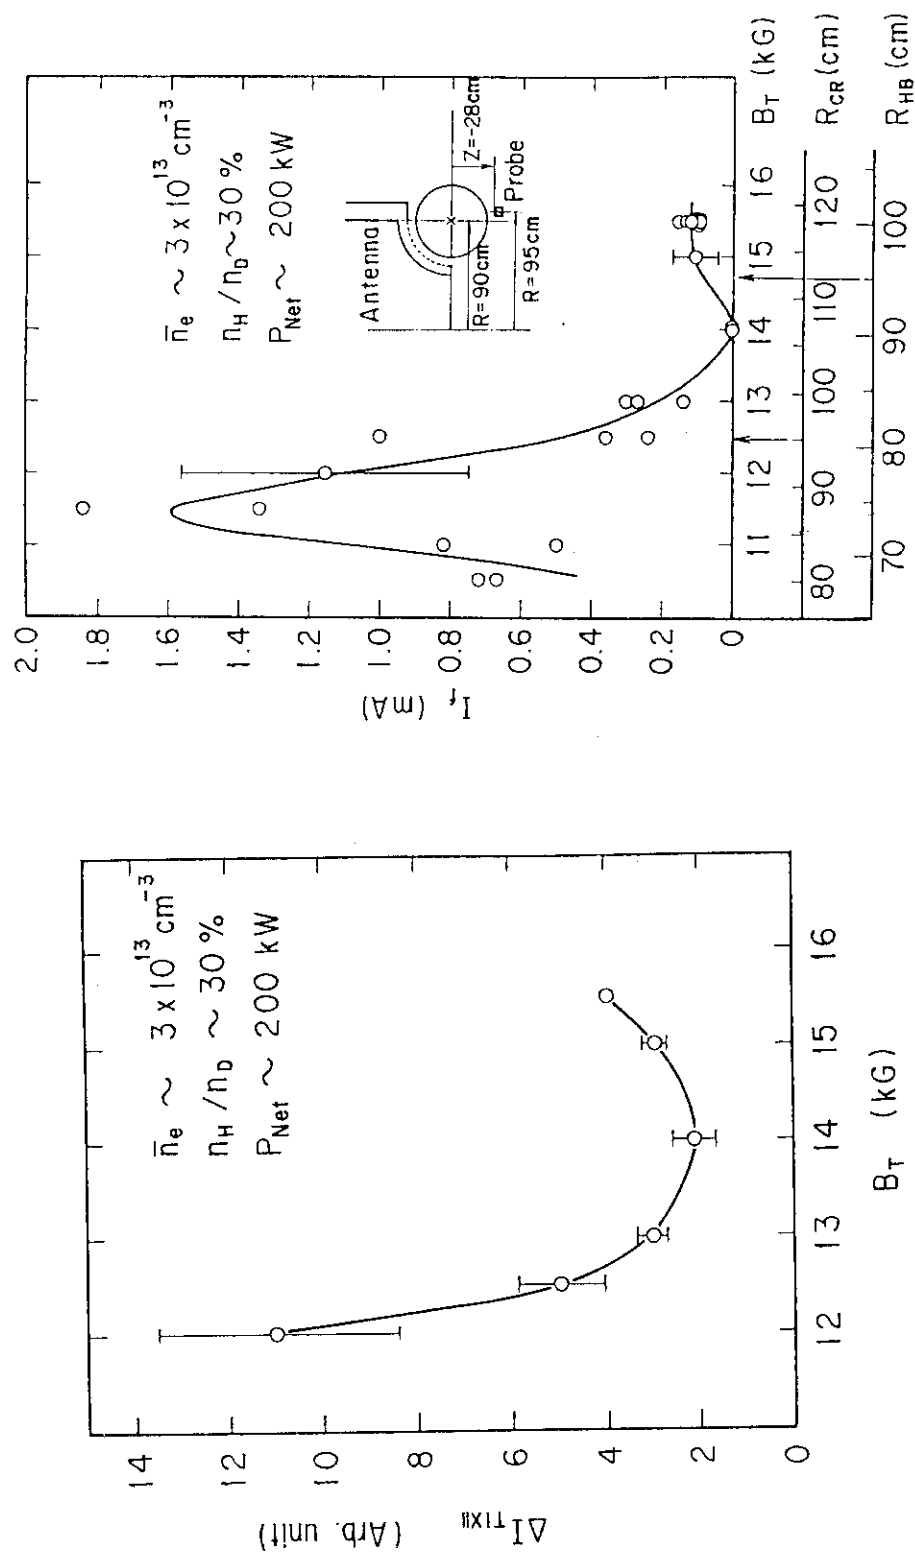 n̄e ~ 3 x 10^13 cm^-3
nH / nD ~ 30 %
PNet ~ 200 kW
ΔI TiXII (Arb. unit)
14
12
10
8
6
4
2
0
12 13 14 15 16
BT (kG)
n̄e ~ 3 x 10^13 cm^-3
nH / nD ~ 30 %
PNet ~ 200 kW
Antenna
R=90cm
R=95cm
Z=-28cm
Probe
If (mA)
2.0
1.8
1.6
1.4
1.2
1.0
0.8
0.6
0.4
0.2
0
11 12 13 14 15 16 BT (kG)
80 90 100 110 120 RCR (cm)
70 80 90 100 RHB (cm)